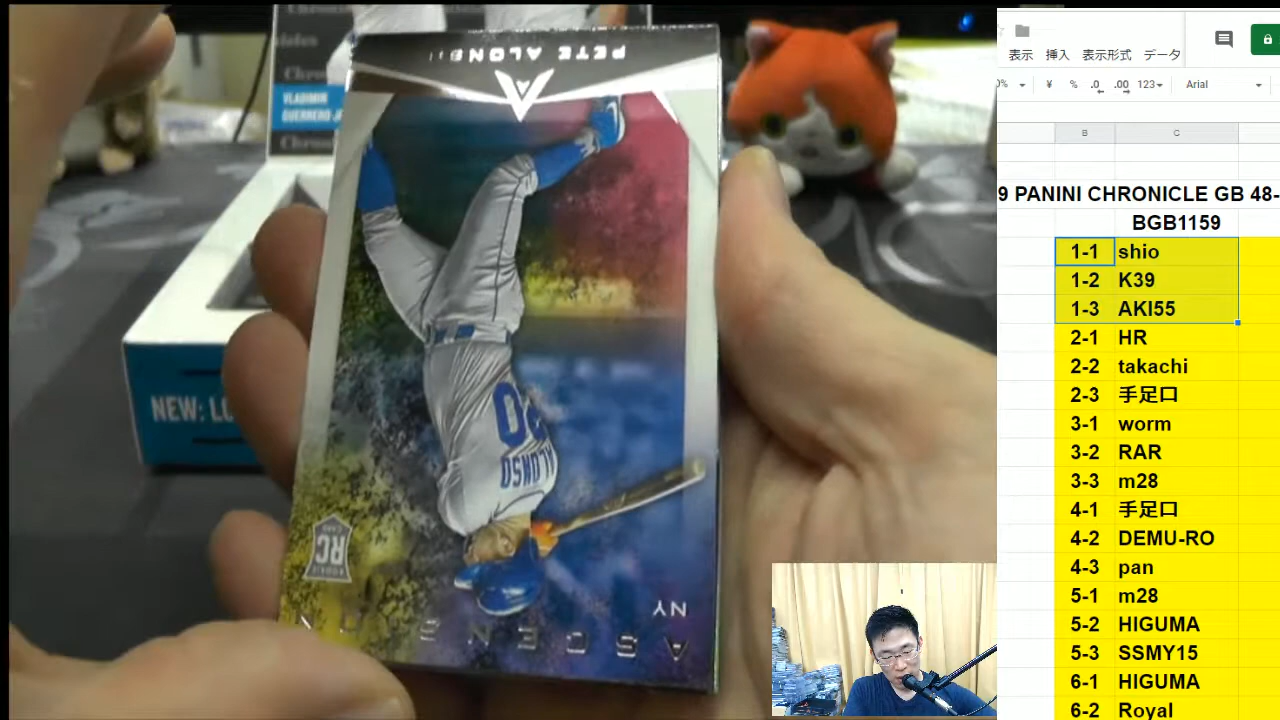 PETE ALONSO
VLADIMIR
GUERRERO JR
NEW:
ALONSO
20
ROOKIE
RC
CARD
NY
ASCENSION
表示 挿入 表示形式 データ
¥ % .0 .00 123 Arial
B C
9 PANINI CHRONICLE GB 48-
BGB1159
1-1 shio
1-2 K39
1-3 AKI55
2-1 HR
2-2 takachi
2-3 手足口
3-1 worm
3-2 RAR
3-3 m28
4-1 手足口
4-2 DEMU-RO
4-3 pan
5-1 m28
5-2 HIGUMA
5-3 SSMY15
6-1 HIGUMA
6-2 Royal